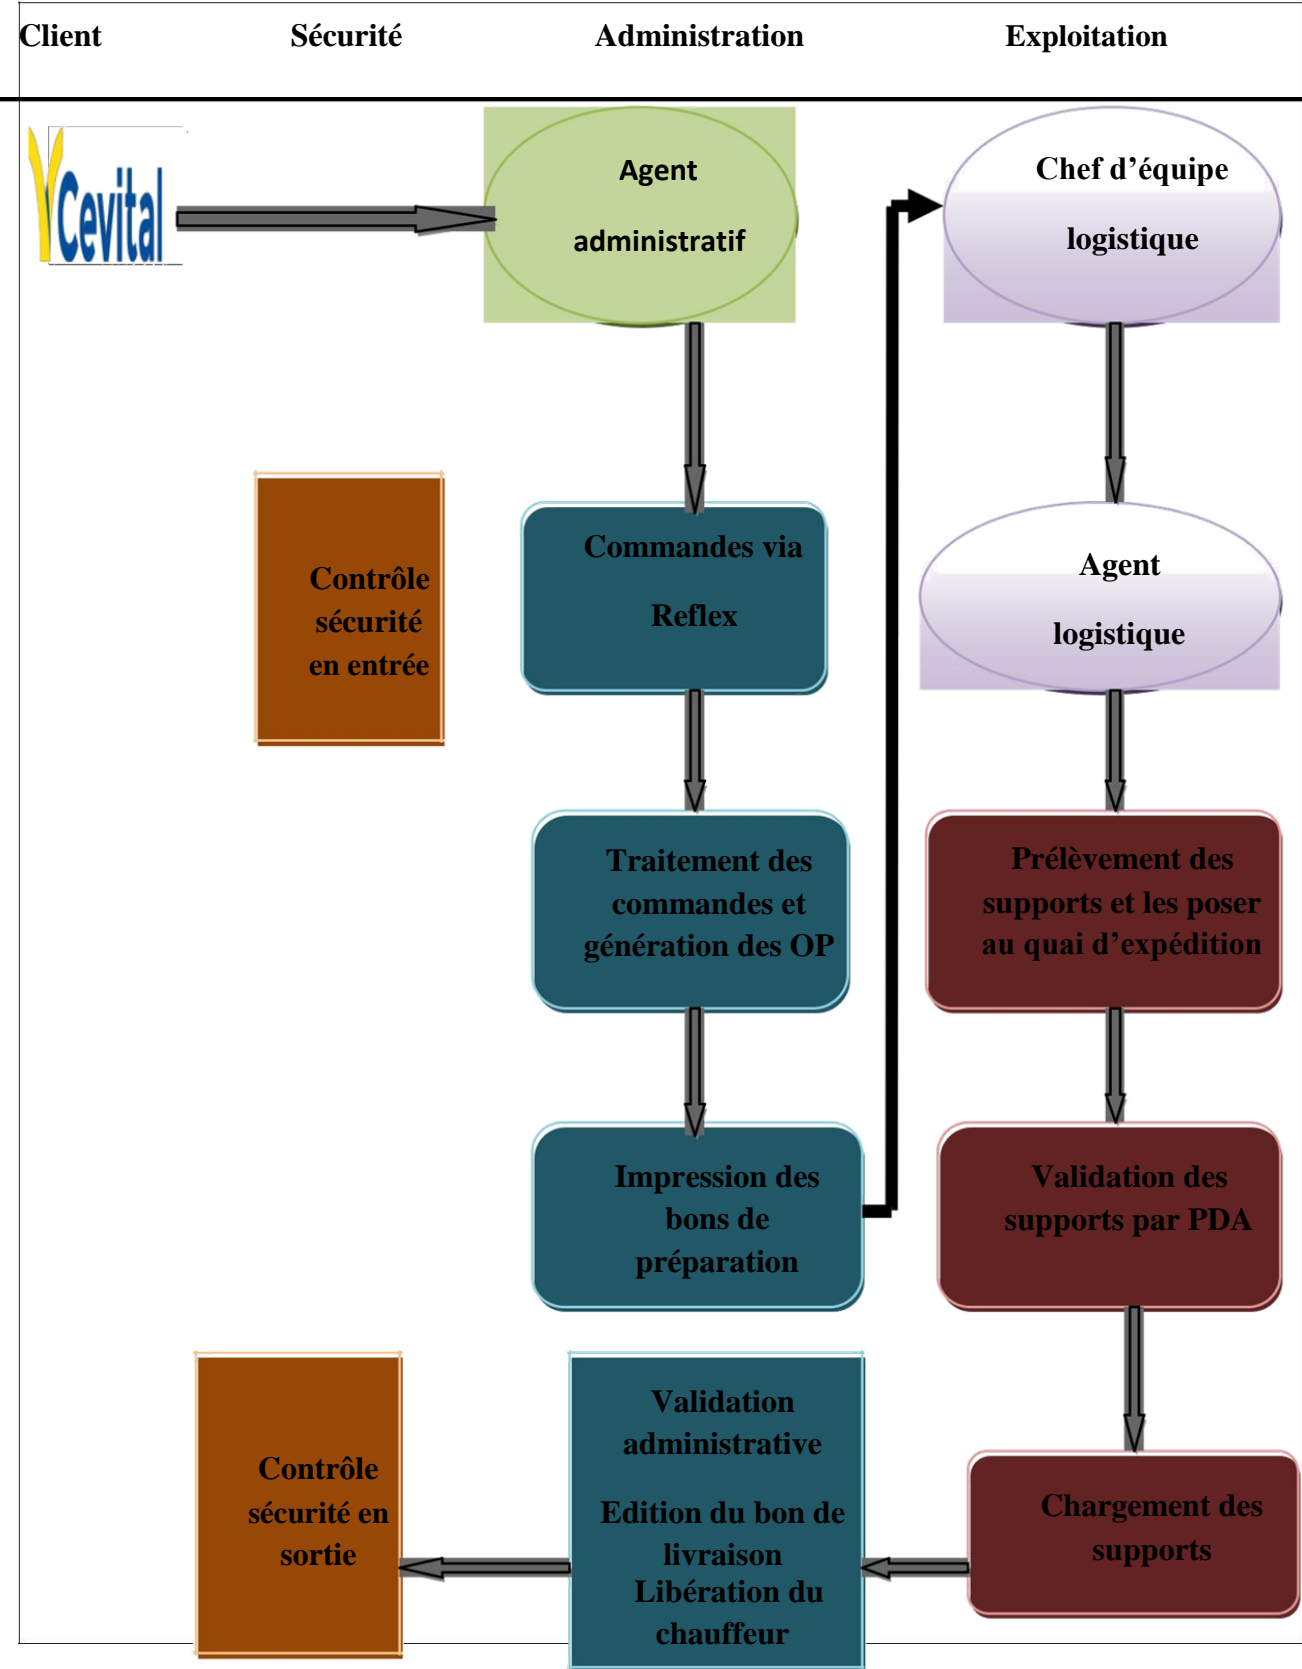 Client Sécurité Administration Exploitation
Cevital
Agent
administratif
Chef d’équipe
logistique
Contrôle
sécurité
en entrée
Commandes via
Reflex
Agent
logistique
Traitement des
commandes et
génération des OP
Prélèvement des
supports et les poser
au quai d’expédition
Impression des
bons de
préparation
Validation des
supports par PDA
Contrôle
sécurité en
sortie
Validation
administrative
Edition du bon de
livraison
Libération du
chauffeur
Chargement des
supports